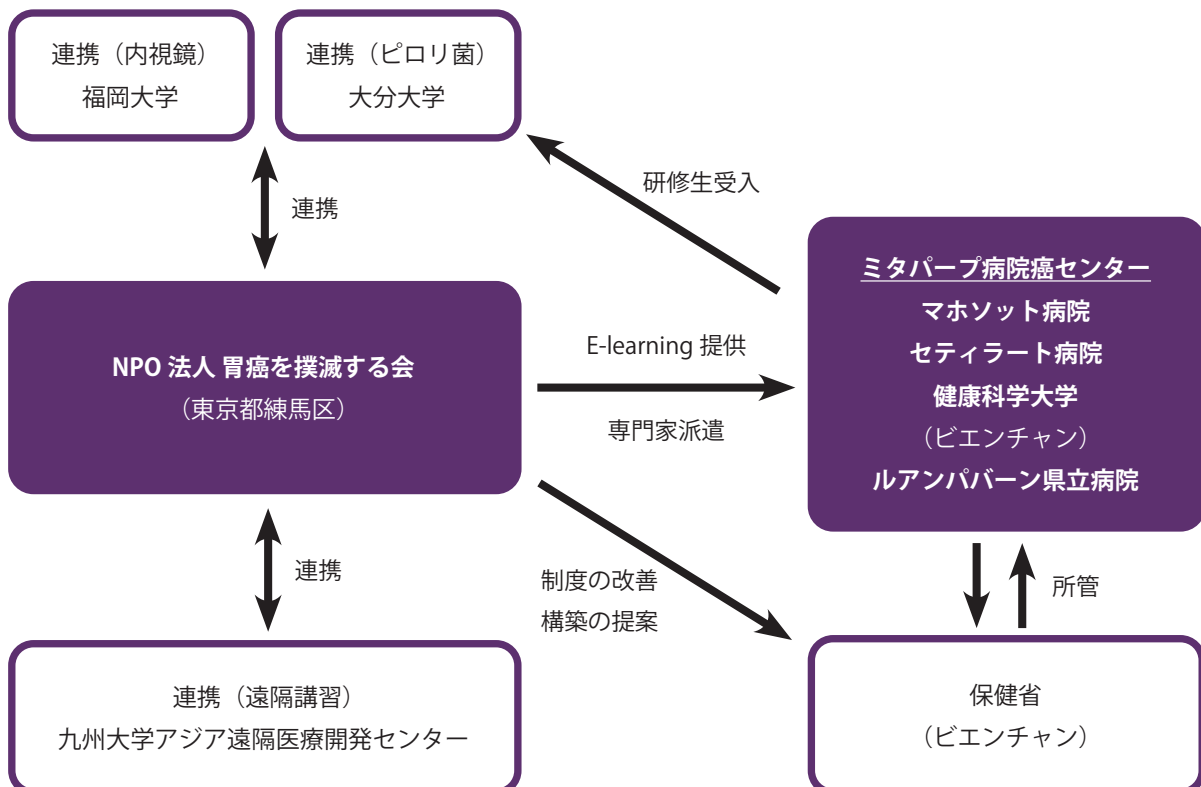 連携（内視鏡）
福岡大学
連携（ピロリ菌）
大分大学
連携
研修生受入
NPO 法人 胃癌を撲滅する会
（東京都練馬区）
E-learning 提供
専門家派遣
ミタパープ病院癌センター
マホソット病院
セティラート病院
健康科学大学
（ビエンチャン）
ルアンパバーン県立病院
連携
制度の改善
構築の提案
所管
連携（遠隔講習）
九州大学アジア遠隔医療開発センター
保健省
（ビエンチャン）